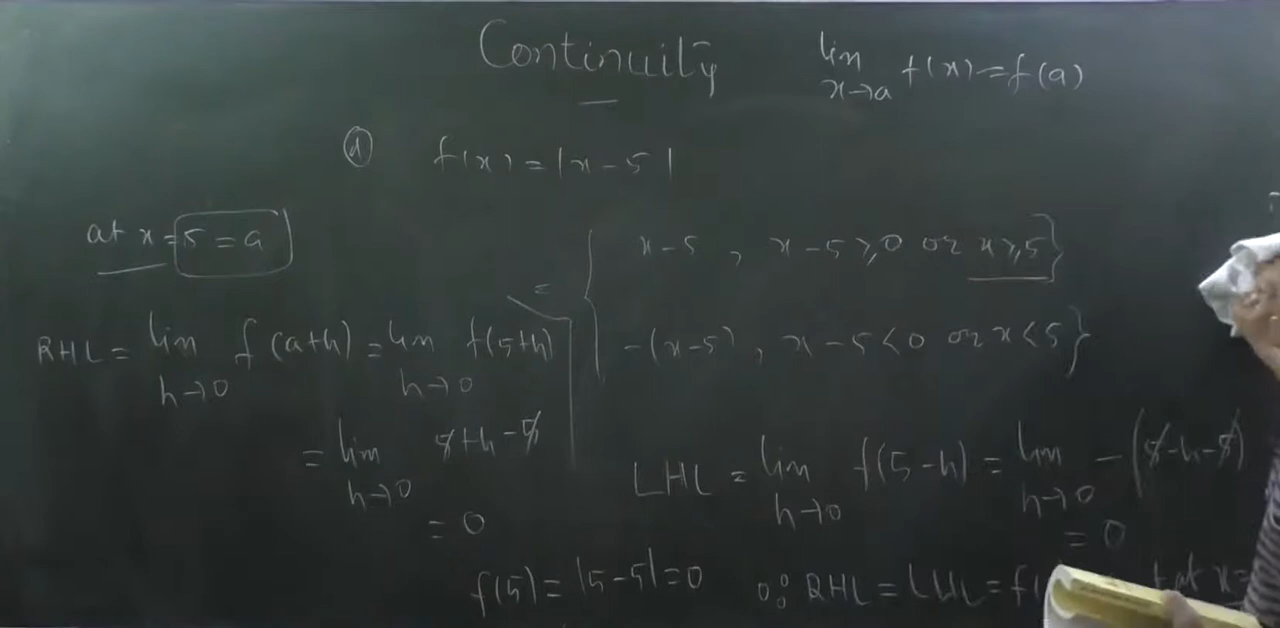 Continuity lim x→a f(x)=f(a)
(d) f(x)=|x-5|
at x=5=a
= { x-5, x-5≥0 or x≥5}
-(x-5), x-5<0 or x<5}
RHL = lim h→0 f(a+h) = lim h→0 f(5+h)
= lim h→0 5+h-5
= 0
LHL = lim h→0 f(5-h) = lim h→0 -(5-h-5)
= 0
f(5)=|5-5|=0 ∴ RHL=LHL=f( at x=